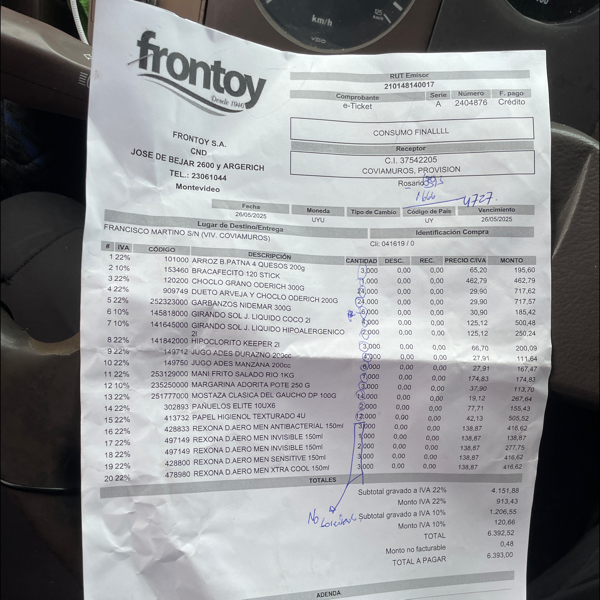 frontoy
Desde 1940
FRONTOY S.A.
CND
JOSE DE BEJAR 2600 y ARGERICH
TEL.: 23061044
Montevideo
RUT Emisor
210148140017
Comprobante Serie Número F. pago
e-Ticket A 2404876 Crédito
CONSUMO FINALLLL
Receptor
C.I. 37542205
COVIAMUROS, PROVISION
Rosario
1666
4727.
Fecha Moneda Tipo de Cambio Código de País Vencimiento
26/05/2025 UYU UY 26/05/2025
Lugar de Destino/Entrega Identificación Compra
FRANCISCO MARTINO S/N (VIV. COVIAMUROS) Cli: 041619 / 0
# IVA CÓDIGO DESCRIPCIÓN CANTIDAD DESC. REC. PRECIO C/IVA MONTO
1 22% 101000 ARROZ B.PATNA 4 QUESOS 200g 3,000 0,00 0,00 65,20 195,60
2 10% 153460 BRACAFECITO 120 STICK 1,000 0,00 0,00 462,79 462,79
3 22% 120200 CHOCLO GRANO ODERICH 300G 24,000 0,00 0,00 29,90 717,62
4 22% 909749 DUETO ARVEJA Y CHOCLO ODERICH 200G 24,000 0,00 0,00 29,90 717,57
5 22% 252323000 GARBANZOS NIDEMAR 300G 6,000 0,00 0,00 30,90 185,42
6 10% 145818000 GIRANDO SOL J. LIQUIDO COCO 2l 0,00 0,00 125,12 500,48
7 10% 141645000 GIRANDO SOL J. LIQUIDO HIPOALERGENICO 2l 2,000 0,00 0,00 125,12 250,24
8 22% 141842000 HIPOCLORITO KEEPER 2l 3,000 0,00 0,00 66,70 200,09
9 22% 149712 JUGO ADES DURAZNO 200cc 0,00 0,00 27,91 111,64
10 22% 149750 JUGO ADES MANZANA 200cc 6,000 0,00 0,00 27,91 167,47
11 22% 253129000 MANI FRITO SALADO RIO 1KG 1,000 0,00 0,00 174,83 174,83
12 10% 235250000 MARGARINA ADORITA POTE 250 G 3,000 0,00 0,00 37,90 113,70
13 22% 251777000 MOSTAZA CLASICA DEL GAUCHO DP 100G 14,000 0,00 0,00 19,12 267,64
14 22% 302893 PAÑUELOS ELITE 10UX6 2,000 0,00 0,00 77,71 155,43
15 22% 413732 PAPEL HIGIENOL TEXTURADO 4U 12,000 0,00 0,00 42,13 505,52
16 22% 428833 REXONA D.AERO MEN ANTIBACTERIAL 150ml 3,000 0,00 0,00 138,87 416,62
17 22% 497149 REXONA D.AERO MEN INVISIBLE 150ml 1,000 0,00 0,00 138,87 138,87
18 22% 497149 REXONA D.AERO MEN INVISIBLE 150ml 2,000 0,00 0,00 138,87 277,75
19 22% 428800 REXONA D.AERO MEN SENSITIVE 150ml 3,000 0,00 0,00 138,87 416,62
20 22% 478980 REXONA D.AERO MEN XTRA COOL 150ml 3,000 0,00 0,00 138,87 416,62
TOTALES
Subtotal gravado a IVA 22% 4.151,88
Monto IVA 22% 913,43
No
Subtotal gravado a IVA 10% 1.206,55
Monto IVA 10% 120,66
TOTAL 6.392,52
Monto no facturable 0,48
TOTAL A PAGAR 6.393,00
ADENDA
km/h
VDO